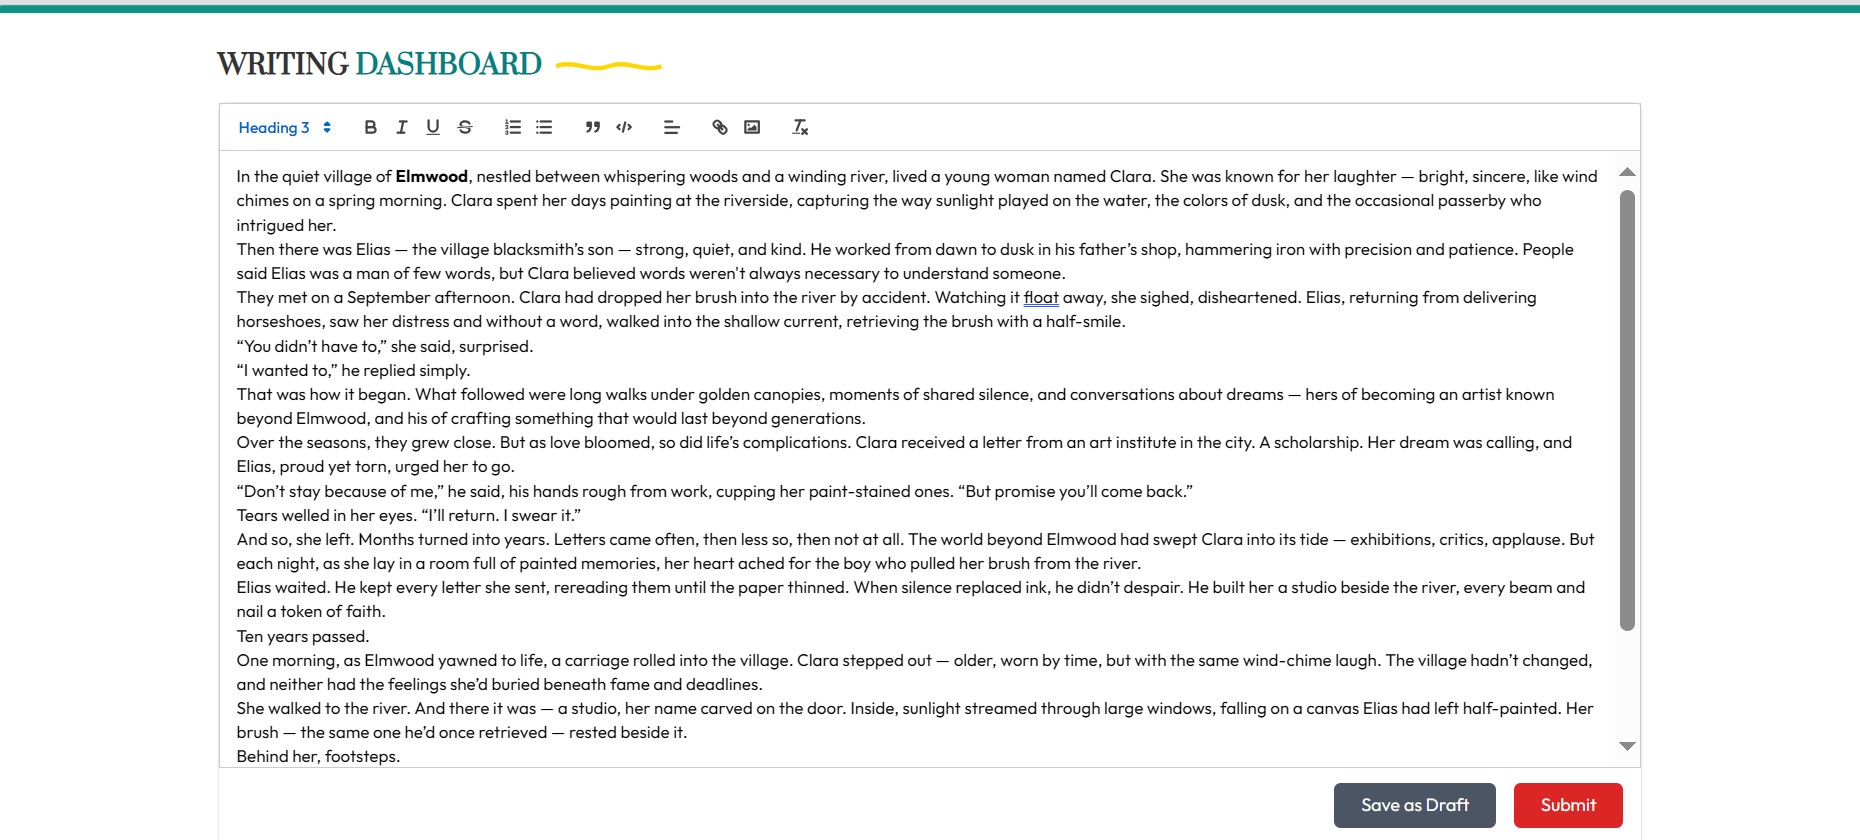 WRITING DASHBOARD
Heading 3
In the quiet village of Elmwood, nestled between whispering woods and a winding river, lived a young woman named Clara. She was known for her laughter — bright, sincere, like wind
chimes on a spring morning. Clara spent her days painting at the riverside, capturing the way sunlight played on the water, the colors of dusk, and the occasional passerby who
intrigued her.
Then there was Elias — the village blacksmith’s son — strong, quiet, and kind. He worked from dawn to dusk in his father’s shop, hammering iron with precision and patience. People
said Elias was a man of few words, but Clara believed words weren't always necessary to understand someone.
They met on a September afternoon. Clara had dropped her brush into the river by accident. Watching it float away, she sighed, disheartened. Elias, returning from delivering
horseshoes, saw her distress and without a word, walked into the shallow current, retrieving the brush with a half-smile.
“You didn’t have to,” she said, surprised.
“I wanted to,” he replied simply.
That was how it began. What followed were long walks under golden canopies, moments of shared silence, and conversations about dreams — hers of becoming an artist known
beyond Elmwood, and his of crafting something that would last beyond generations.
Over the seasons, they grew close. But as love bloomed, so did life’s complications. Clara received a letter from an art institute in the city. A scholarship. Her dream was calling, and
Elias, proud yet torn, urged her to go.
“Don’t stay because of me,” he said, his hands rough from work, cupping her paint-stained ones. “But promise you’ll come back.”
Tears welled in her eyes. “I’ll return. I swear it.”
And so, she left. Months turned into years. Letters came often, then less so, then not at all. The world beyond Elmwood had swept Clara into its tide — exhibitions, critics, applause. But
each night, as she lay in a room full of painted memories, her heart ached for the boy who pulled her brush from the river.
Elias waited. He kept every letter she sent, rereading them until the paper thinned. When silence replaced ink, he didn’t despair. He built her a studio beside the river, every beam and
nail a token of faith.
Ten years passed.
One morning, as Elmwood yawned to life, a carriage rolled into the village. Clara stepped out — older, worn by time, but with the same wind-chime laugh. The village hadn’t changed,
and neither had the feelings she’d buried beneath fame and deadlines.
She walked to the river. And there it was — a studio, her name carved on the door. Inside, sunlight streamed through large windows, falling on a canvas Elias had left half-painted. Her
brush — the same one he’d once retrieved — rested beside it.
Behind her, footsteps.
Save as Draft
Submit